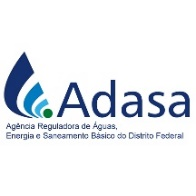 Adasa
Agência Reguladora de Águas,
Energia e Saneamento Básico do Distrito Federal